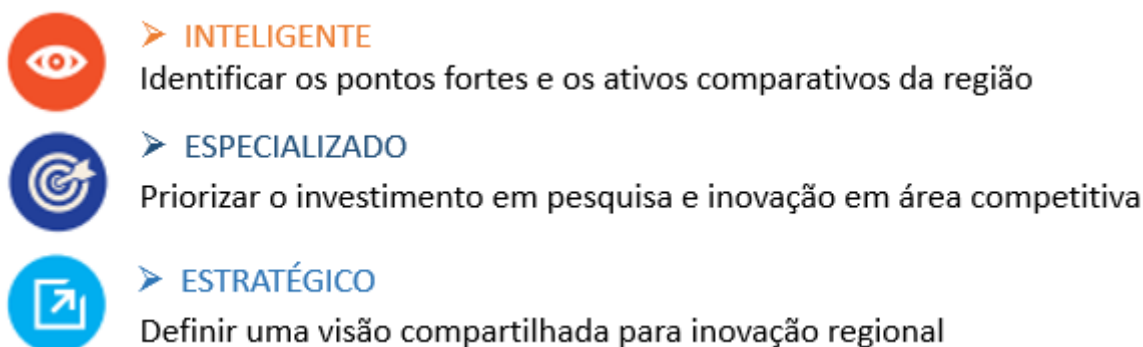 ➢ INTELIGENTE
Identificar os pontos fortes e os ativos comparativos da região
➢ ESPECIALIZADO
Priorizar o investimento em pesquisa e inovação em área competitiva
➢ ESTRATÉGICO
Definir uma visão compartilhada para inovação regional